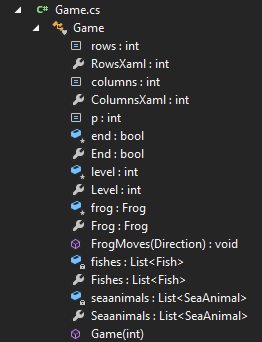 C# Game.cs
Game
rows : int
RowsXaml : int
columns : int
ColumnsXaml : int
p : int
end : bool
End : bool
level : int
Level : int
frog : Frog
Frog : Frog
FrogMoves(Direction) : void
fishes : List<Fish>
Fishes : List<Fish>
seaanimals : List<SeaAnimal>
Seaanimals : List<SeaAnimal>
Game(int)